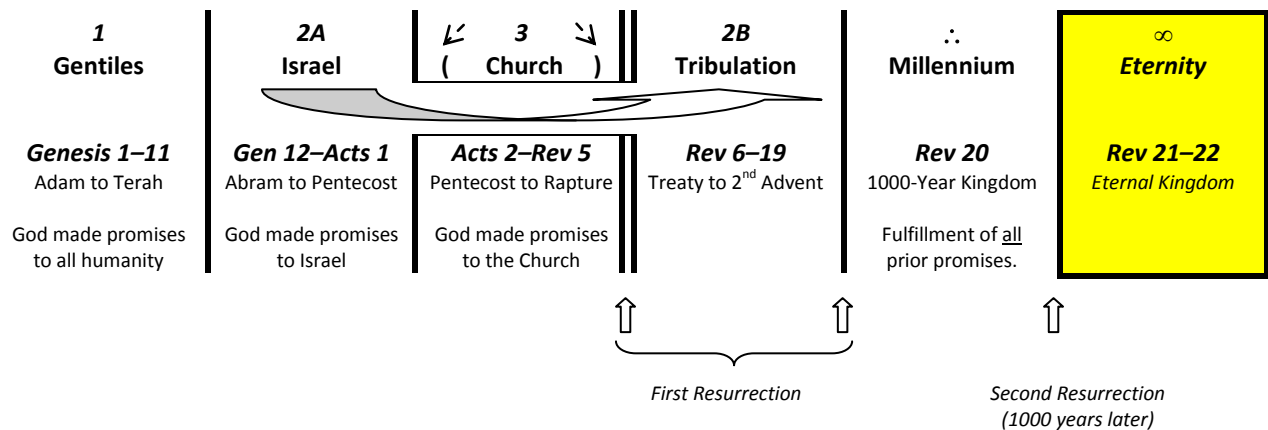 1
Gentiles
Genesis 1–11
Adam to Terah
God made promises
to all humanity
2A
Israel
Gen 12–Acts 1
Abram to Pentecost
God made promises
to Israel
3
( Church )
Acts 2–Rev 5
Pentecost to Rapture
God made promises
to the Church
2B
Tribulation
Rev 6–19
Treaty to 2nd Advent
∴
Millennium
Rev 20
1000-Year Kingdom
Fulfillment of all
prior promises.
∞
Eternity
Rev 21–22
Eternal Kingdom
First Resurrection
Second Resurrection
(1000 years later)